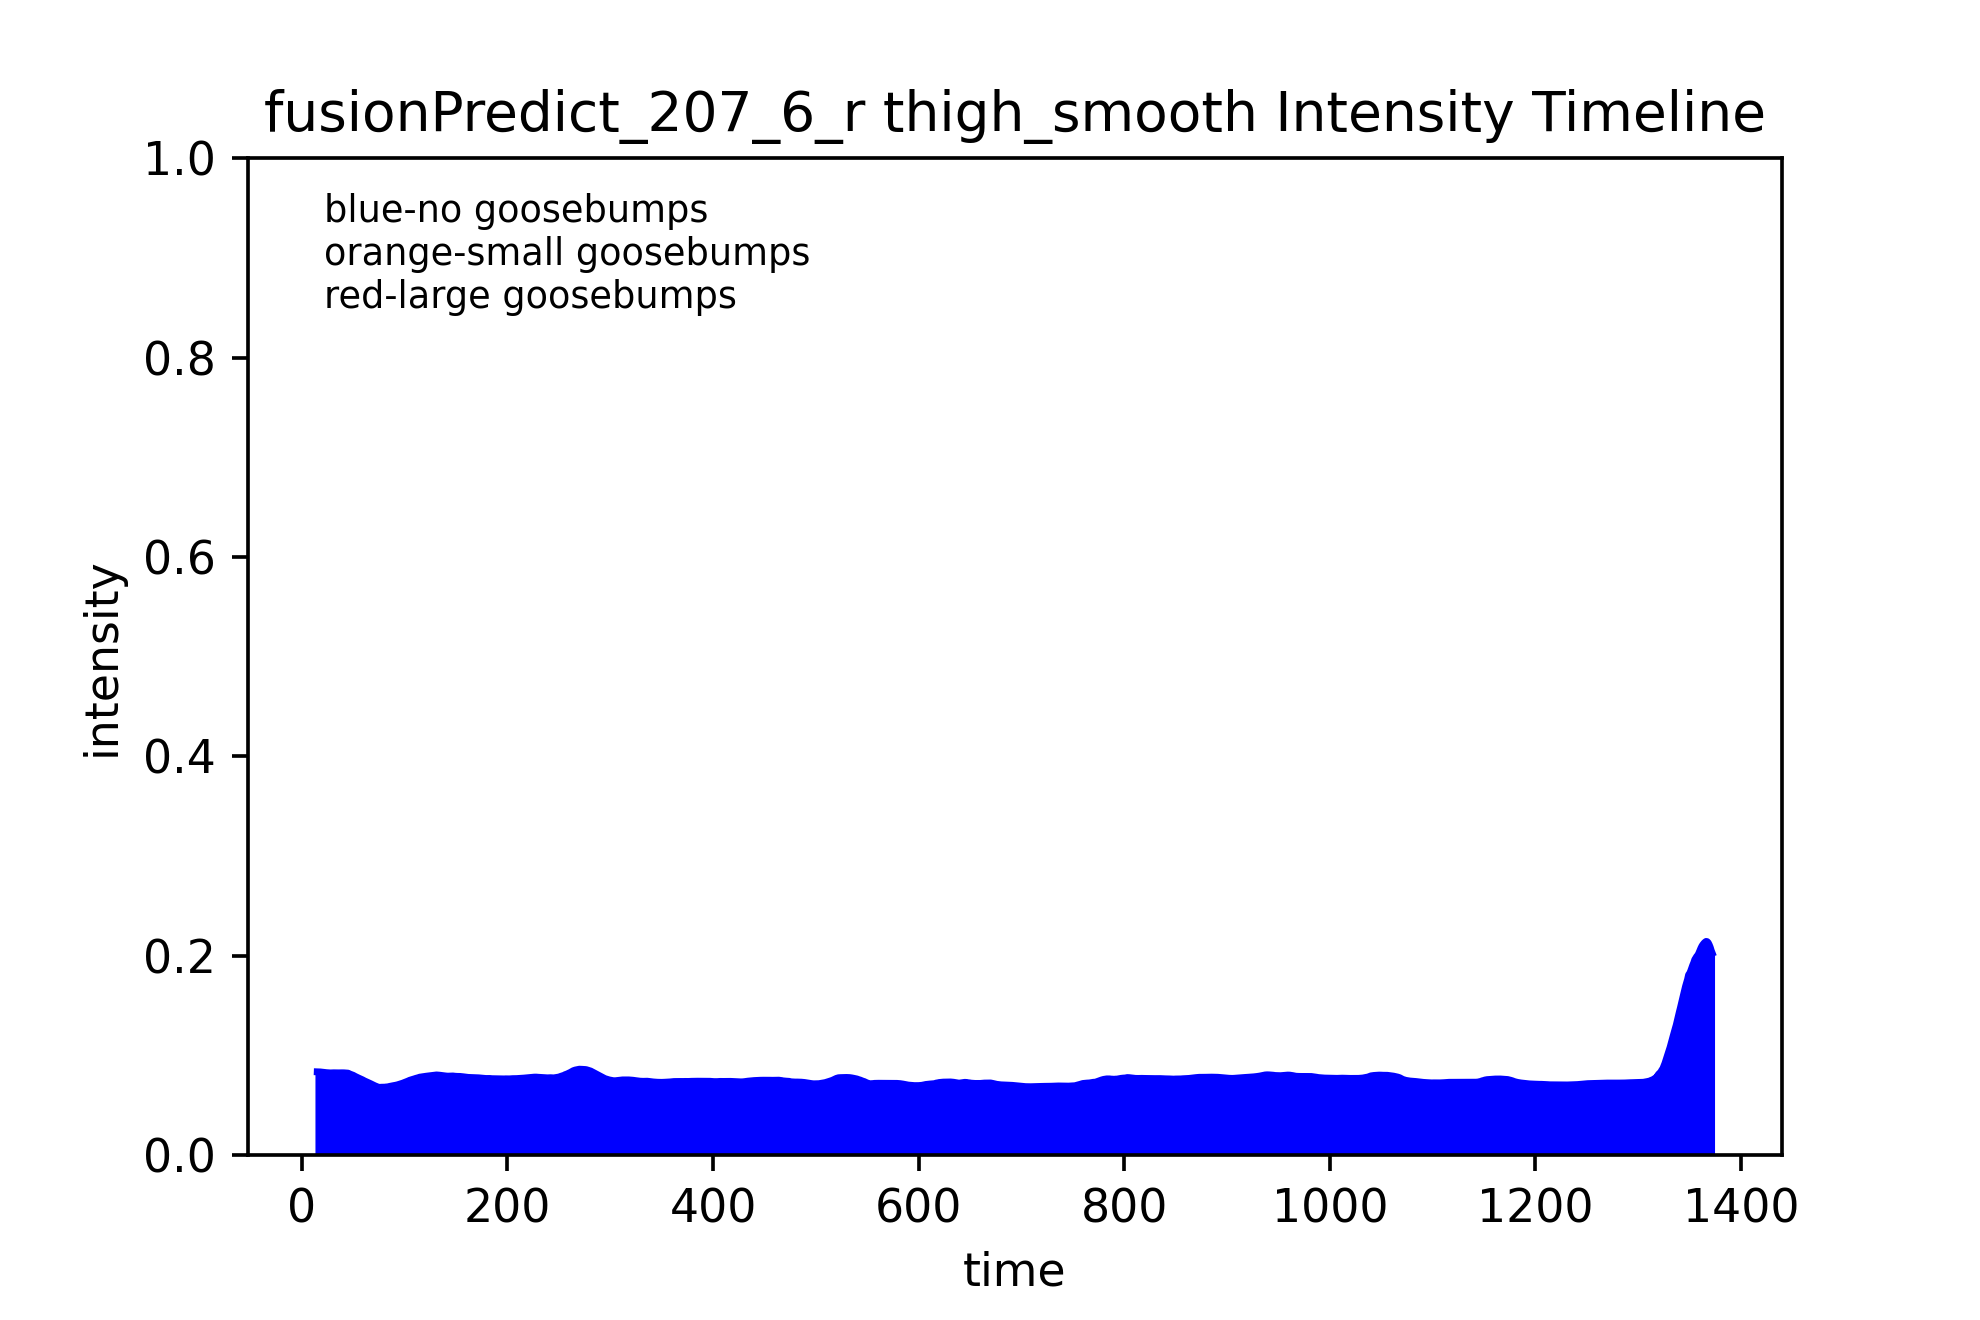 fusionPredict_207_6_r thigh_smooth Intensity Timeline
1.0
blue-no goosebumps
orange-small goosebumps
red-large goosebumps
0.8
0.6
intensity
0.4
0.2
0.0
0 200 400 600 800 1000 1200 1400
time